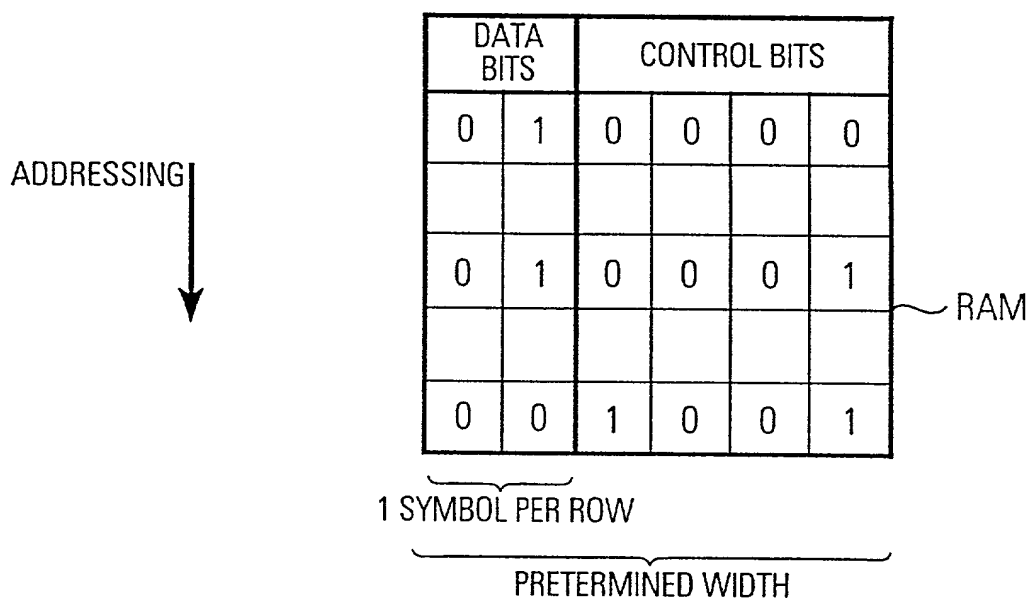 DATA
BITS
CONTROL BITS
0 1 0 0 0 0
ADDRESSING
0 1 0 0 0 1
RAM
0 0 1 0 0 1
1 SYMBOL PER ROW
PRETERMINED WIDTH